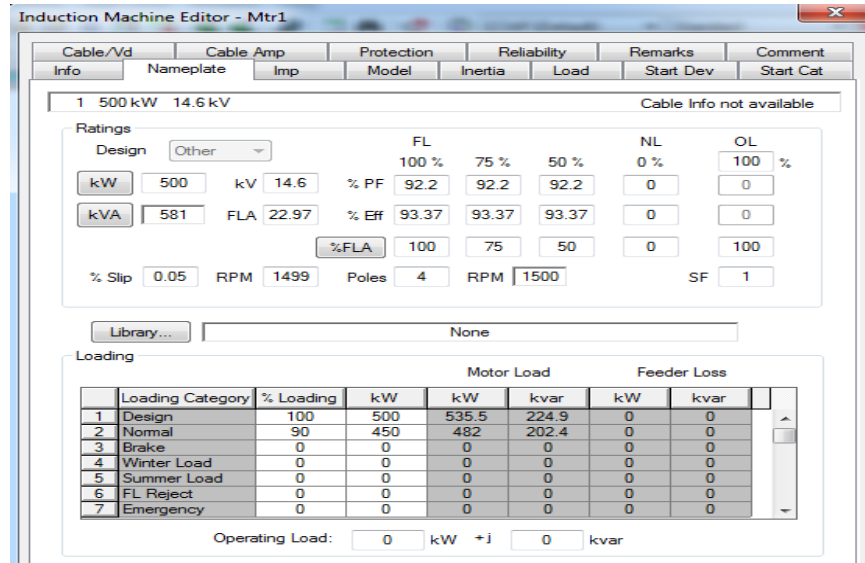 Induction Machine Editor - Mtr1
Cable/Vd Cable Amp Protection Reliability Remarks Comment
Info Nameplate Imp Model Inertia Load Start Dev Start Cat
1 500 kW 14.6 kV Cable Info not available
Ratings
Design Other FL NL OL
100 % 75 % 50 % 0 % 100 %
kW 500 kV 14.6 % PF 92.2 92.2 92.2 0 0
kVA 581 FLA 22.97 % Eff 93.37 93.37 93.37 0 0
%FLA 100 75 50 0 100
% Slip 0.05 RPM 1499 Poles 4 RPM 1500 SF 1
Library... None
Loading
Motor Load Feeder Loss
Loading Category % Loading kW kW kvar kW kvar
1 Design 100 500 535.5 224.9 0 0
2 Normal 90 450 482 202.4 0 0
3 Brake 0 0 0 0 0 0
4 Winter Load 0 0 0 0 0 0
5 Summer Load 0 0 0 0 0 0
6 FL Reject 0 0 0 0 0 0
7 Emergency 0 0 0 0 0 0
Operating Load: 0 kW +j 0 kvar